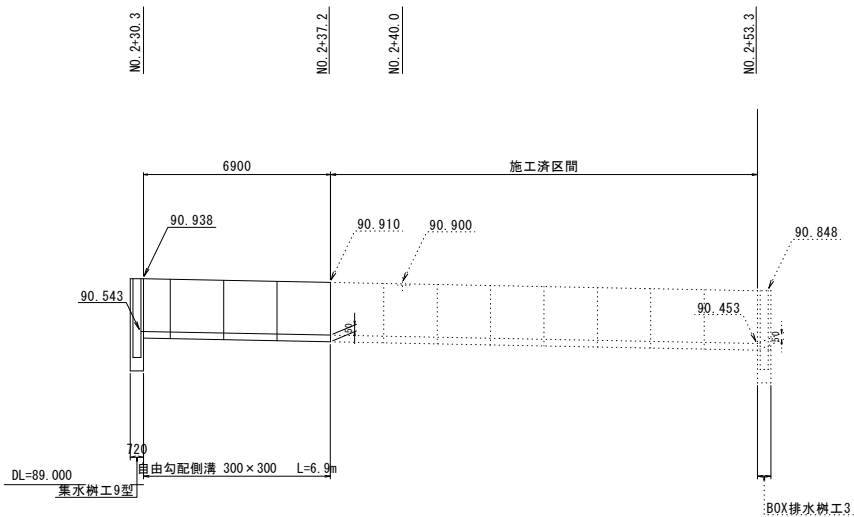 NO.2+30.3
NO.2+37.2
NO.2+40.0
NO.2+53.3
6900
施工済区間
90.938
90.910
90.900
90.848
90.543
90.453
50
50
720
自由勾配側溝 300×300 L=6.9m
DL=89.000
集水桝工9型
BOX排水桝工3